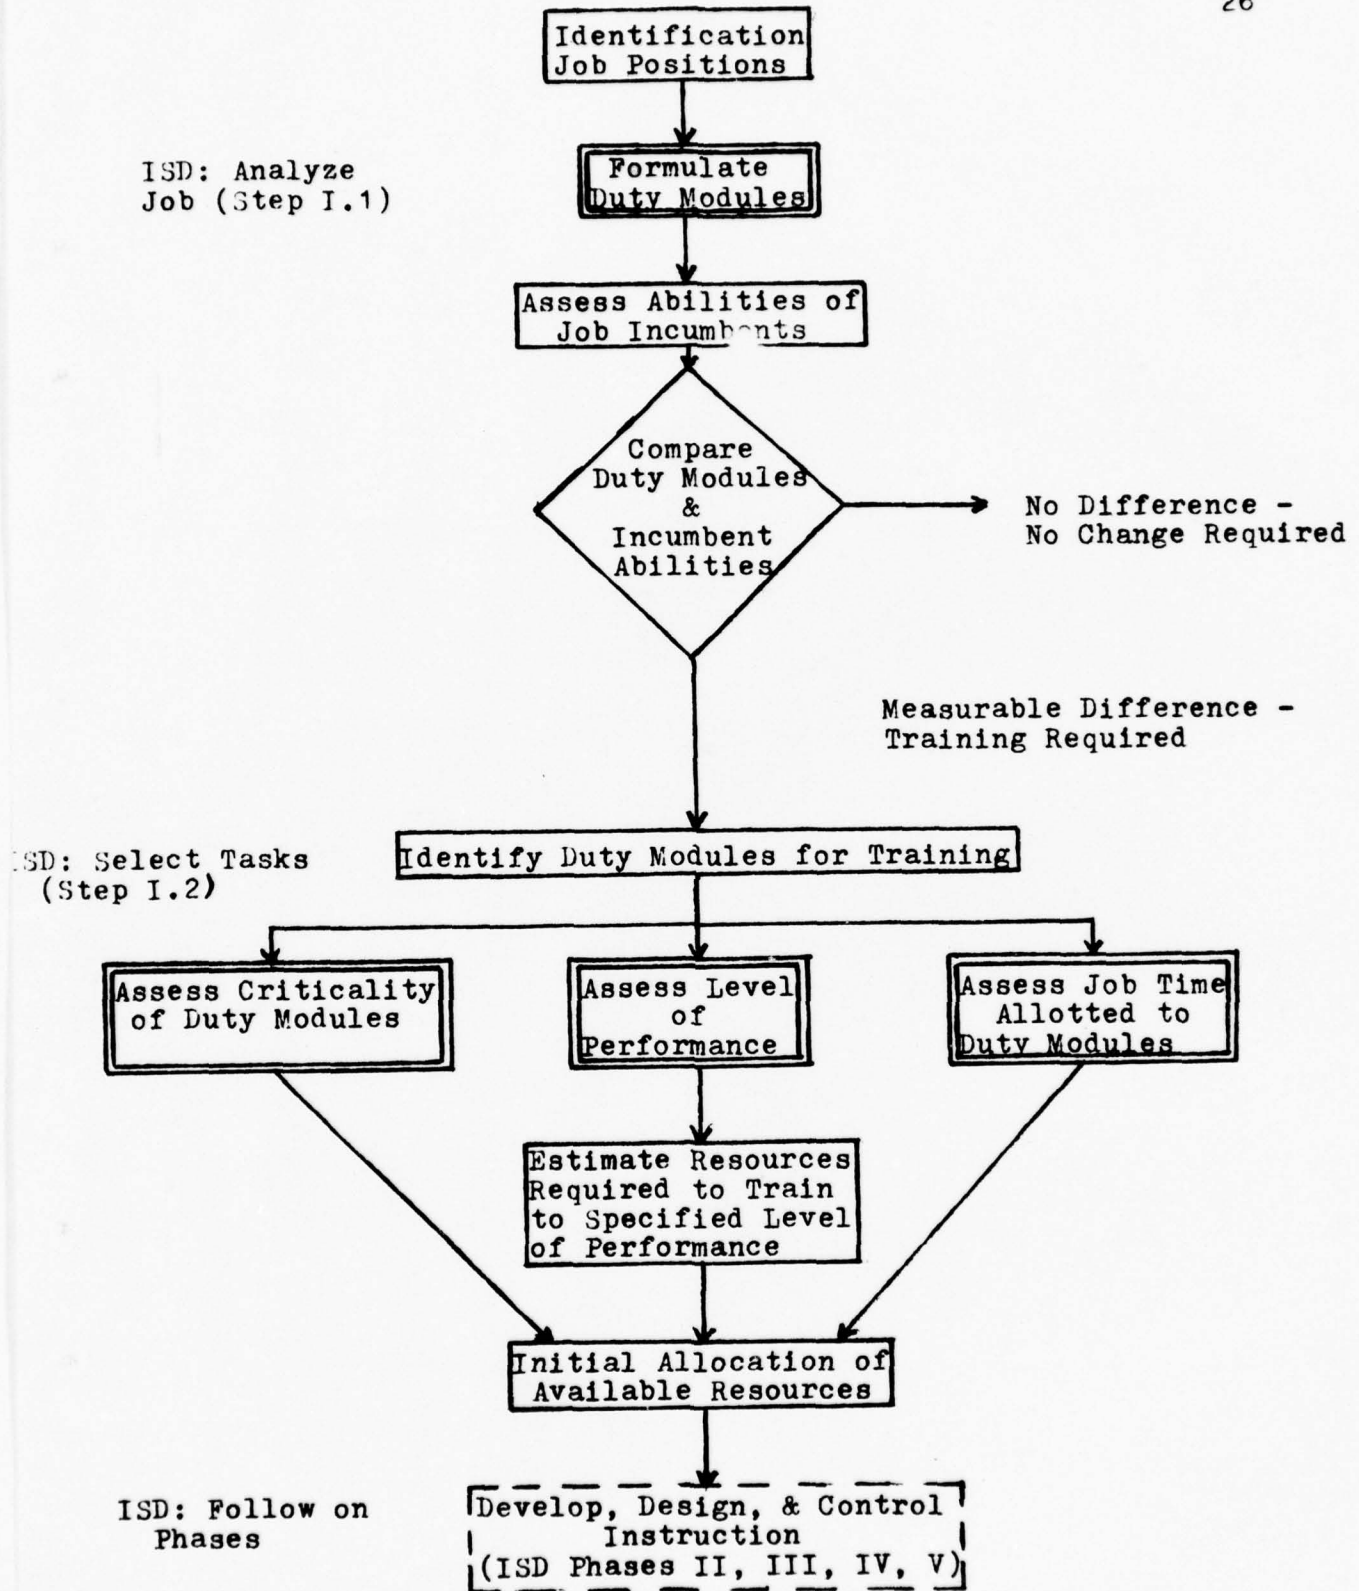 26
Identification
Job Positions
ISD: Analyze
Job (Step I.1)
Formulate
Duty Modules
Assess Abilities of
Job Incumbents
Compare
Duty Modules
&
Incumbent
Abilities
No Difference -
No Change Required
Measurable Difference -
Training Required
ISD: Select Tasks
(Step I.2)
Identify Duty Modules for Training
Assess Criticality
of Duty Modules
Assess Level
of
Performance
Assess Job Time
Allotted to
Duty Modules
Estimate Resources
Required to Train
to Specified Level
of Performance
Initial Allocation of
Available Resources
ISD: Follow on
Phases
Develop, Design, & Control
Instruction
(ISD Phases II, III, IV, V)